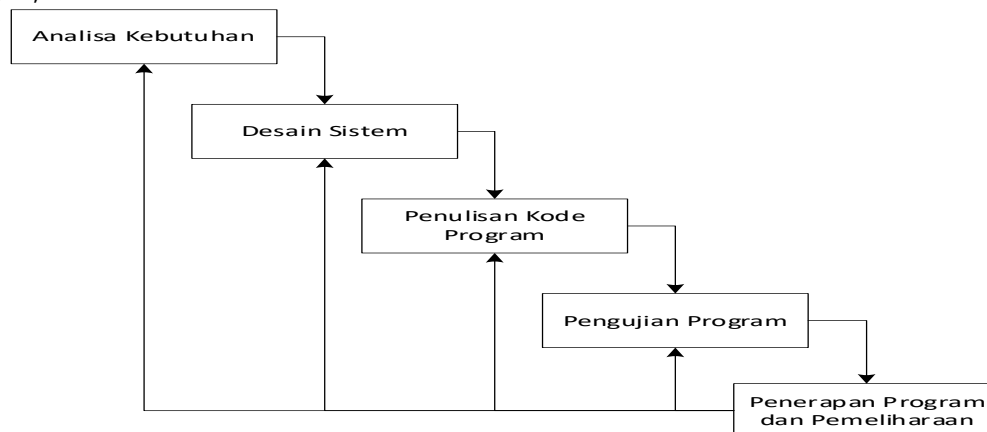 Analisa Kebutuhan
Desain Sistem
Penulisan Kode
Program
Pengujian Program
Penerapan Program
dan Pemeliharaan